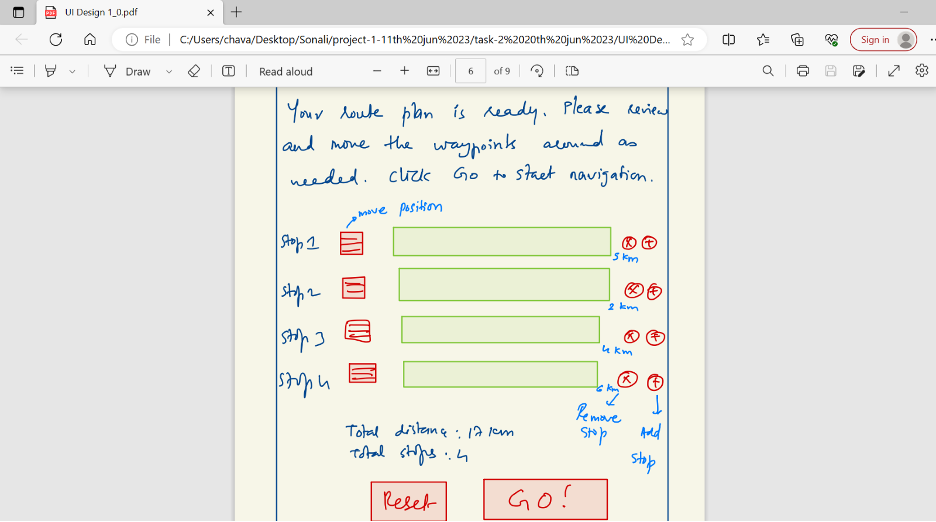 UI Design 1_0.pdf
File C:/Users/chava/Desktop/Sonali/project-1-11th%20jun%2023/task-2%2020th%20jun%2023/UI%20De... Sign in
Draw Read aloud 6 of 9
Your route plan is ready. Please review
and move the waypoints around as
needed. Click Go to start navigation.
move position
Stop 1
5 km
Stop 2
2 km
Stop 3
4 km
Stop 4
6 km
Remove Stop
Add Stop
Total distance : 17 km
Total stops : 4
Reset GO!